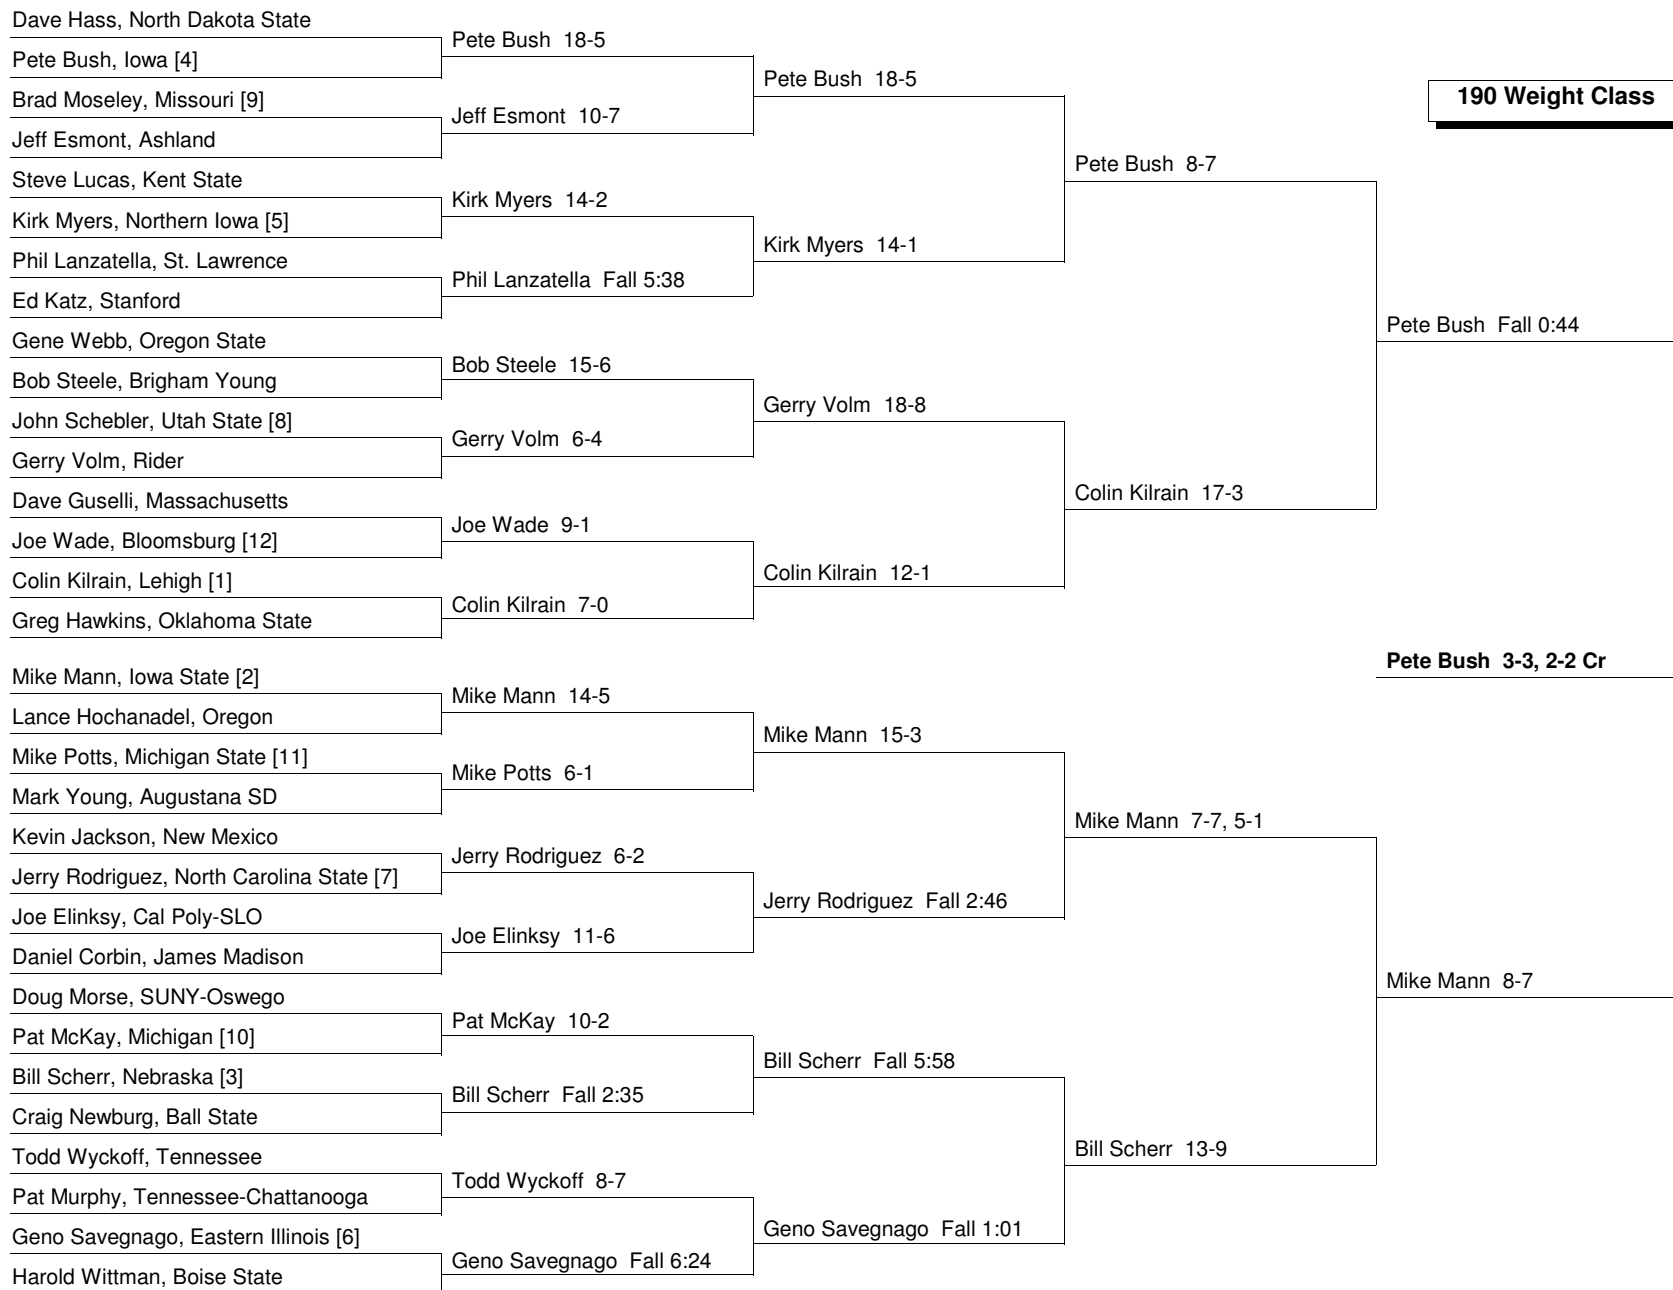 Dave Hass, North Dakota State
Pete Bush, Iowa [4]
Brad Moseley, Missouri [9]
Jeff Esmont, Ashland
Steve Lucas, Kent State
Kirk Myers, Northern Iowa [5]
Phil Lanzatella, St. Lawrence
Ed Katz, Stanford
Gene Webb, Oregon State
Bob Steele, Brigham Young
John Schebler, Utah State [8]
Gerry Volm, Rider
Dave Guselli, Massachusetts
Joe Wade, Bloomsburg [12]
Colin Kilrain, Lehigh [1]
Greg Hawkins, Oklahoma State
Mike Mann, Iowa State [2]
Lance Hochanadel, Oregon
Mike Potts, Michigan State [11]
Mark Young, Augustana SD
Kevin Jackson, New Mexico
Jerry Rodriguez, North Carolina State [7]
Joe Elinksy, Cal Poly-SLO
Daniel Corbin, James Madison
Doug Morse, SUNY-Oswego
Pat McKay, Michigan [10]
Bill Scherr, Nebraska [3]
Craig Newburg, Ball State
Todd Wyckoff, Tennessee
Pat Murphy, Tennessee-Chattanooga
Geno Savegnago, Eastern Illinois [6]
Harold Wittman, Boise State
Pete Bush 18-5
Jeff Esmont 10-7
Kirk Myers 14-2
Phil Lanzatella Fall 5:38
Bob Steele 15-6
Gerry Volm 6-4
Joe Wade 9-1
Colin Kilrain 7-0
Mike Mann 14-5
Mike Potts 6-1
Jerry Rodriguez 6-2
Joe Elinksy 11-6
Pat McKay 10-2
Bill Scherr Fall 2:35
Todd Wyckoff 8-7
Geno Savegnago Fall 6:24
Pete Bush 18-5
Kirk Myers 14-1
Gerry Volm 18-8
Colin Kilrain 12-1
Mike Mann 15-3
Jerry Rodriguez Fall 2:46
Bill Scherr Fall 5:58
Geno Savegnago Fall 1:01
Pete Bush 8-7
Colin Kilrain 17-3
Mike Mann 7-7, 5-1
Bill Scherr 13-9
190 Weight Class
Pete Bush Fall 0:44
Pete Bush 3-3, 2-2 Cr
Mike Mann 8-7